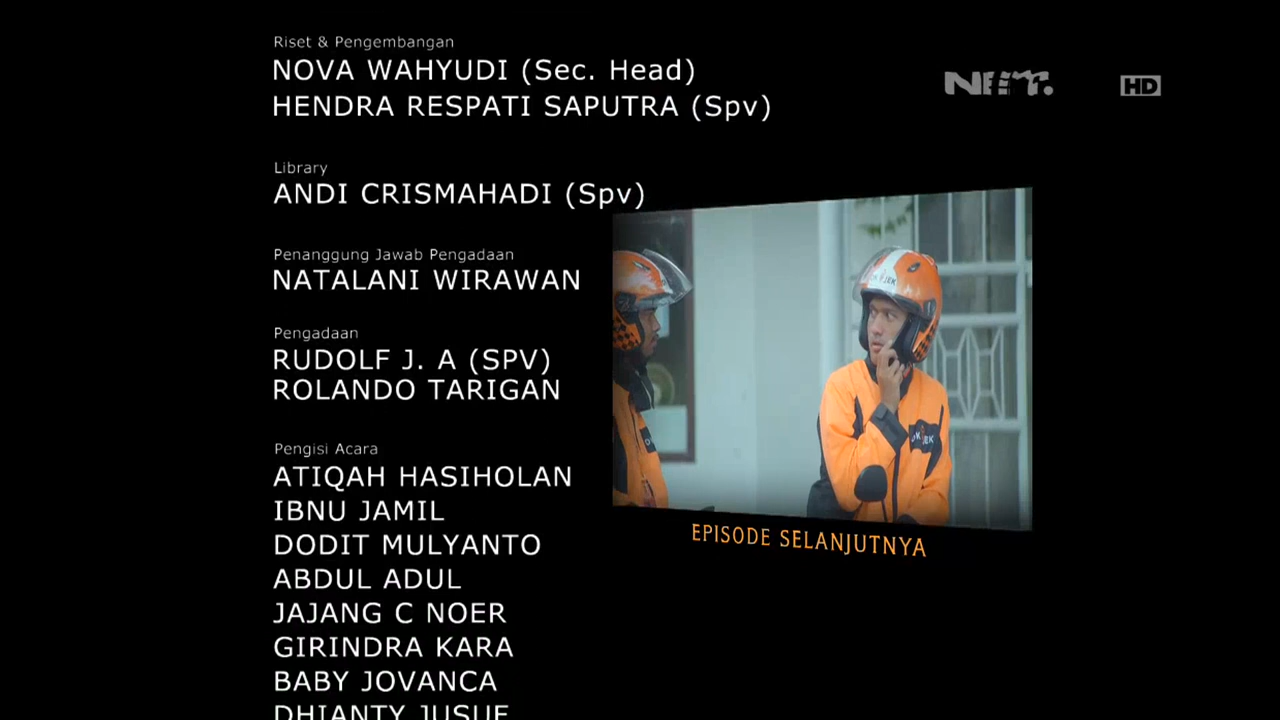 Riset & Pengembangan
NOVA WAHYUDI (Sec. Head)
HENDRA RESPATI SAPUTRA (Spv)
HD
Library
ANDI CRISMAHADI (Spv)
Penanggung Jawab Pengadaan
NATALANI WIRAWAN
Pengadaan
RUDOLF J. A (SPV)
ROLANDO TARIGAN
Pengisi Acara
ATIQAH HASIHOLAN
IBNU JAMIL
DODIT MULYANTO
ABDUL ADUL
JAJANG C NOER
GIRINDRA KARA
BABY JOVANCA
DHIANTY JUSUF
EPISODE SELANJUTNYA